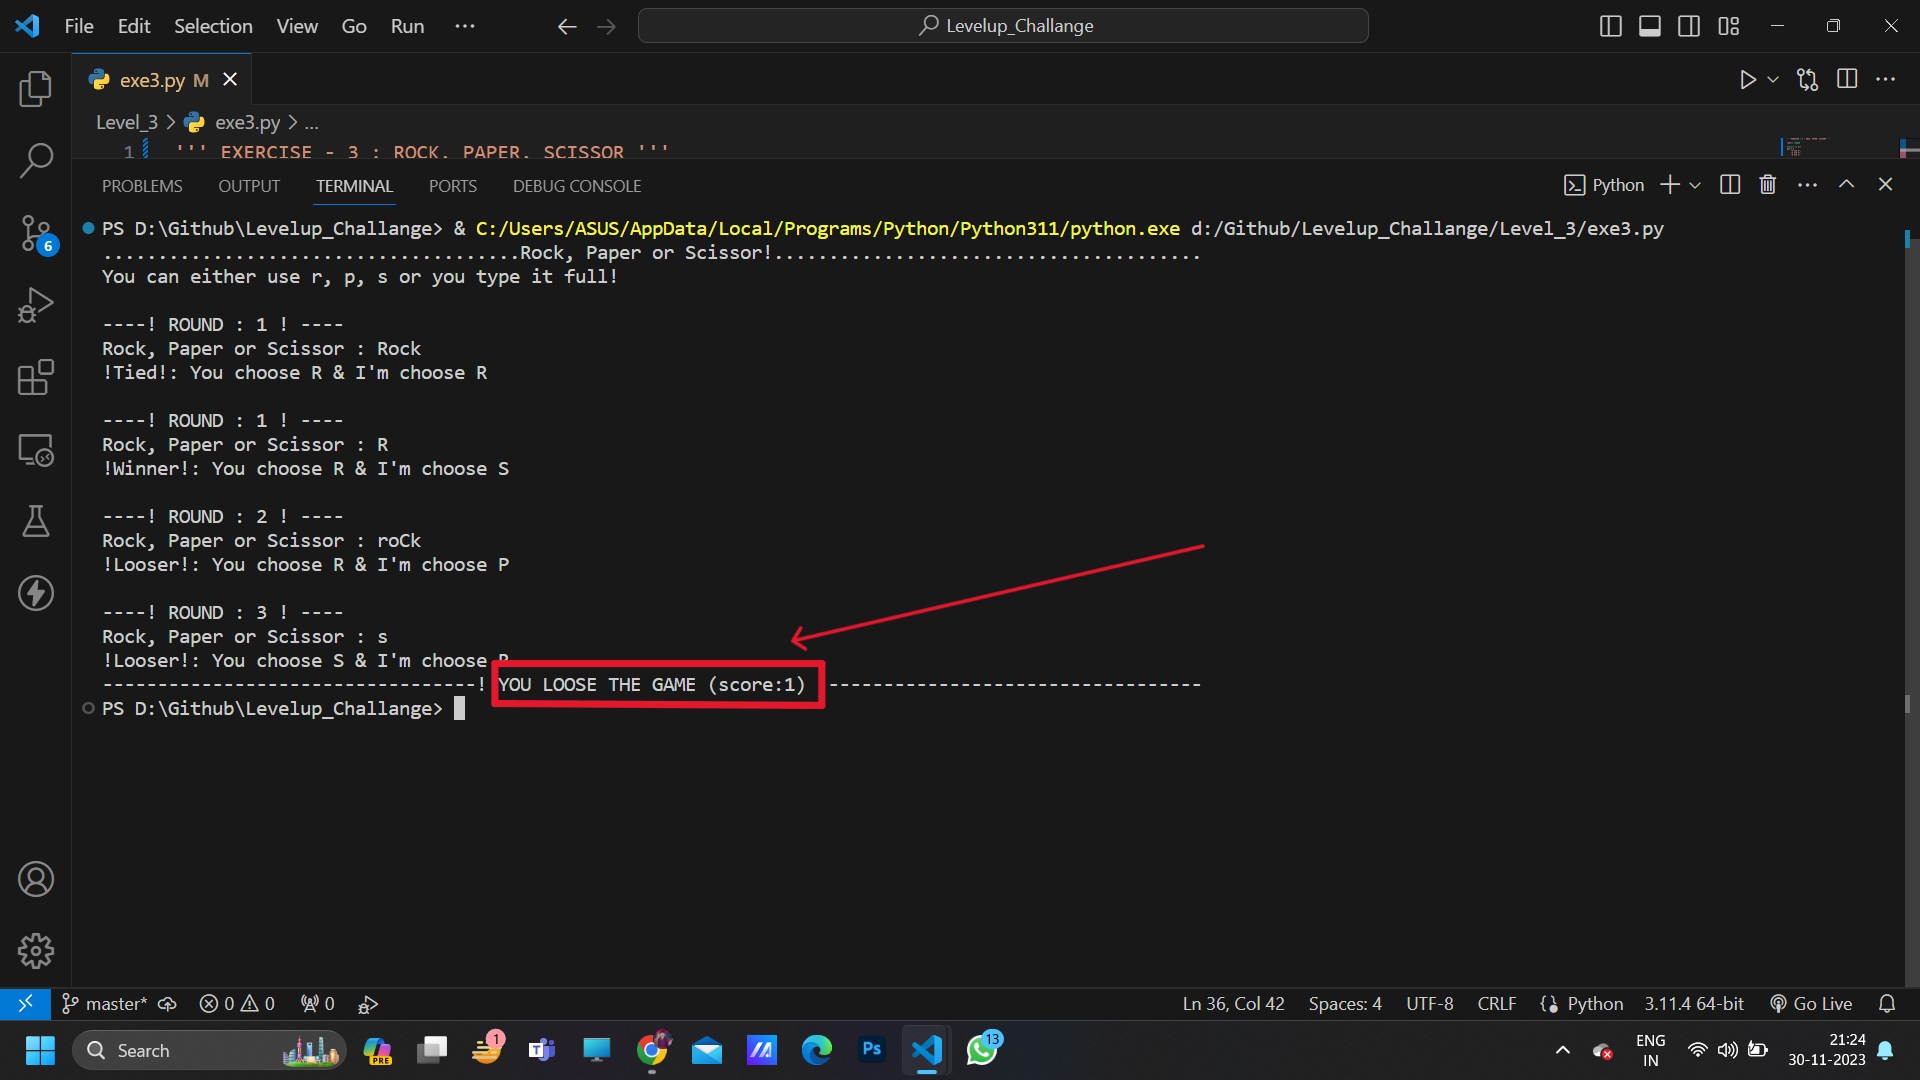 File Edit Selection View Go Run ··· Levelup_Challange
exe3.py M
Level_3 > exe3.py > ...
1 ''' EXERCISE - 3 : ROCK, PAPER, SCISSOR '''
PROBLEMS OUTPUT TERMINAL PORTS DEBUG CONSOLE Python
PS D:\Github\Levelup_Challange> & C:/Users/ASUS/AppData/Local/Programs/Python/Python311/python.exe d:/Github/Levelup_Challange/Level_3/exe3.py
......................................Rock, Paper or Scissor!.......................................
You can either use r, p, s or you type it full!
----! ROUND : 1 ! ----
Rock, Paper or Scissor : Rock
!Tied!: You choose R & I'm choose R
----! ROUND : 1 ! ----
Rock, Paper or Scissor : R
!Winner!: You choose R & I'm choose S
----! ROUND : 2 ! ----
Rock, Paper or Scissor : roCk
!Looser!: You choose R & I'm choose P
----! ROUND : 3 ! ----
Rock, Paper or Scissor : s
!Looser!: You choose S & I'm choose R
----------------------------------! YOU LOOSE THE GAME (score:1) ----------------------------------
PS D:\Github\Levelup_Challange>
6
master* 0 0 0 Ln 36, Col 42 Spaces: 4 UTF-8 CRLF Python 3.11.4 64-bit Go Live
Search PRE 1 Ps 13 ENG IN 21:24
30-11-2023